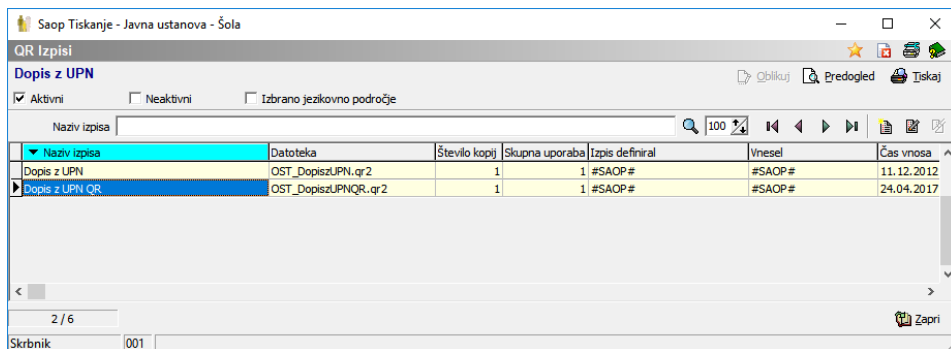 Saop Tiskanje - Javna ustanova - Šola
QR Izpisi
Dopis z UPN
Oblikuj Predogled Tiskaj
Aktivni Neaktivni Izbrano jezikovno področje
Naziv izpisa 100
Naziv izpisa Datoteka Število kopij Skupna uporaba Izpis definiral Vnesel Čas vnosa
Dopis z UPN OST_DopiszUPN.qr2 1 1 #SAOP# #SAOP# 11.12.2012
Dopis z UPN QR OST_DopiszUPNQR.qr2 1 1 #SAOP# #SAOP# 24.04.2017
2 / 6 Zapri
Skrbnik 001